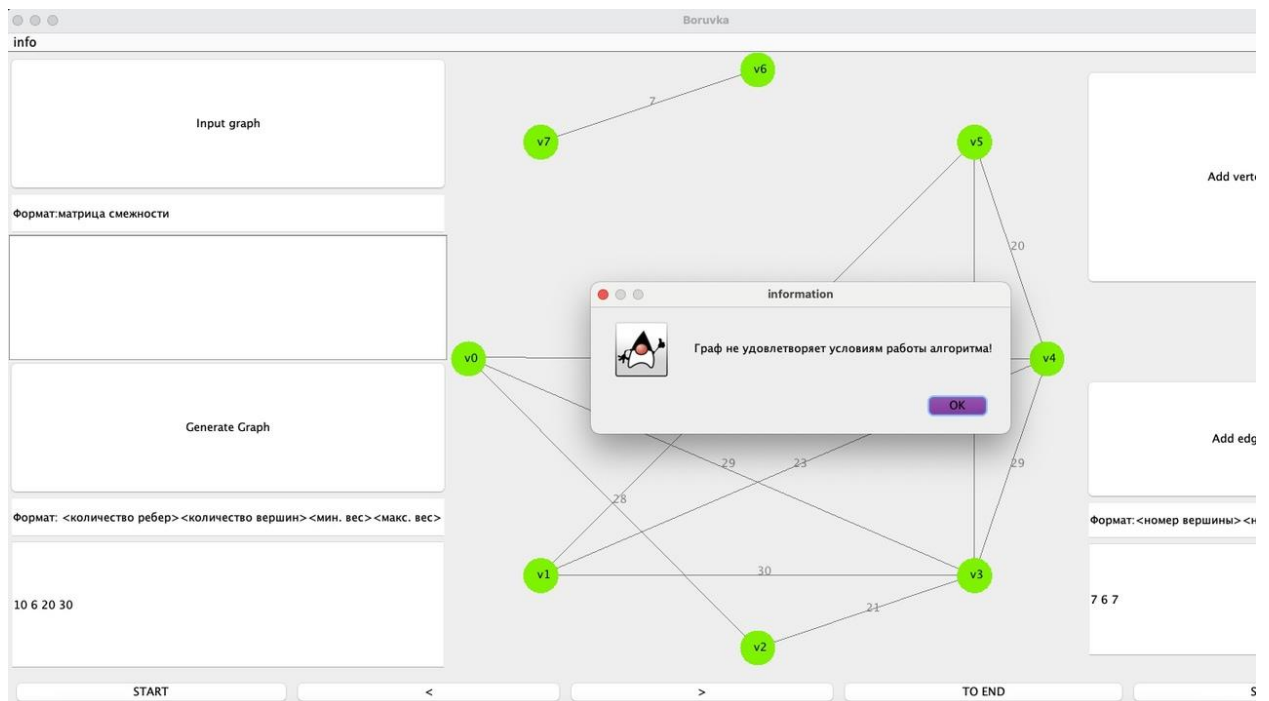 Boruvka
info
Input graph
Формат:матрица смежности
Generate Graph
Формат: <количество ребер><количество вершин><мин. вес><макс. вес>
10 6 20 30
v6
7
v7
v5
20
v0
v4
29
23
29
28
v1
30
v3
21
v2
information
Граф не удовлетворяет условиям работы алгоритма!
OK
Add verte
Add edg
Формат:<номер вершины><н
7 6 7
START
<
>
TO END
S